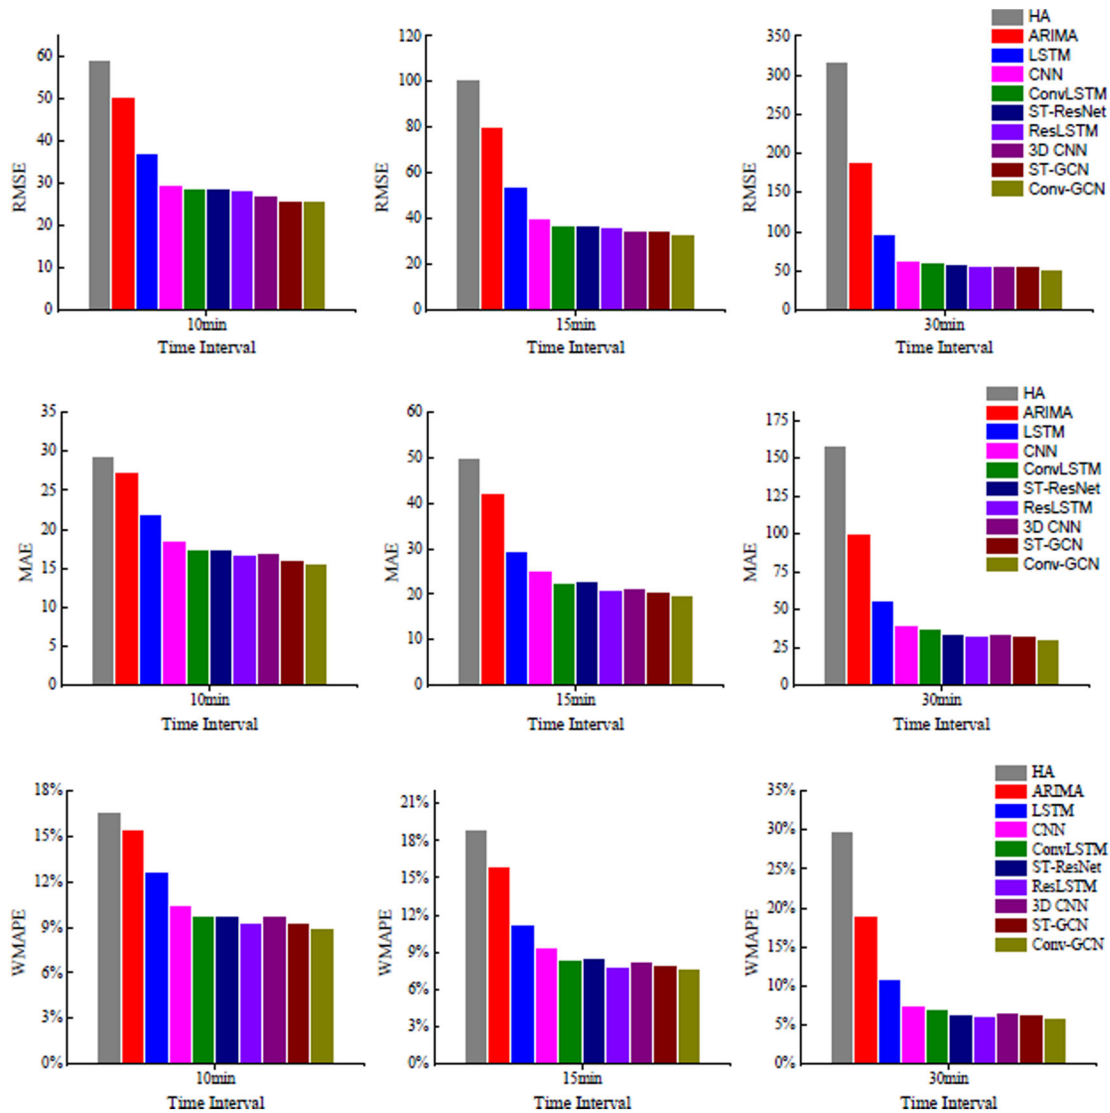 RMSE
60
50
40
30
20
10
0
10min
Time Interval
RMSE
120
100
80
60
40
20
0
15min
Time Interval
RMSE
350
300
250
200
150
100
50
0
30min
Time Interval
HA
ARIMA
LSTM
CNN
ConvLSTM
ST-ResNet
ResLSTM
3D CNN
ST-GCN
Conv-GCN
MAE
35
30
25
20
15
10
5
0
10min
Time Interval
MAE
60
50
40
30
20
10
0
15min
Time Interval
MAE
175
150
125
100
75
50
25
0
30min
Time Interval
HA
ARIMA
LSTM
CNN
ConvLSTM
ST-ResNet
ResLSTM
3D CNN
ST-GCN
Conv-GCN
WMAPE
18%
15%
12%
9%
6%
3%
0%
10min
Time Interval
WMAPE
21%
18%
15%
12%
9%
6%
3%
0%
15min
Time Interval
WMAPE
35%
30%
25%
20%
15%
10%
5%
0%
30min
Time Interval
HA
ARIMA
LSTM
CNN
ConvLSTM
ST-ResNet
ResLSTM
3D CNN
ST-GCN
Conv-GCN